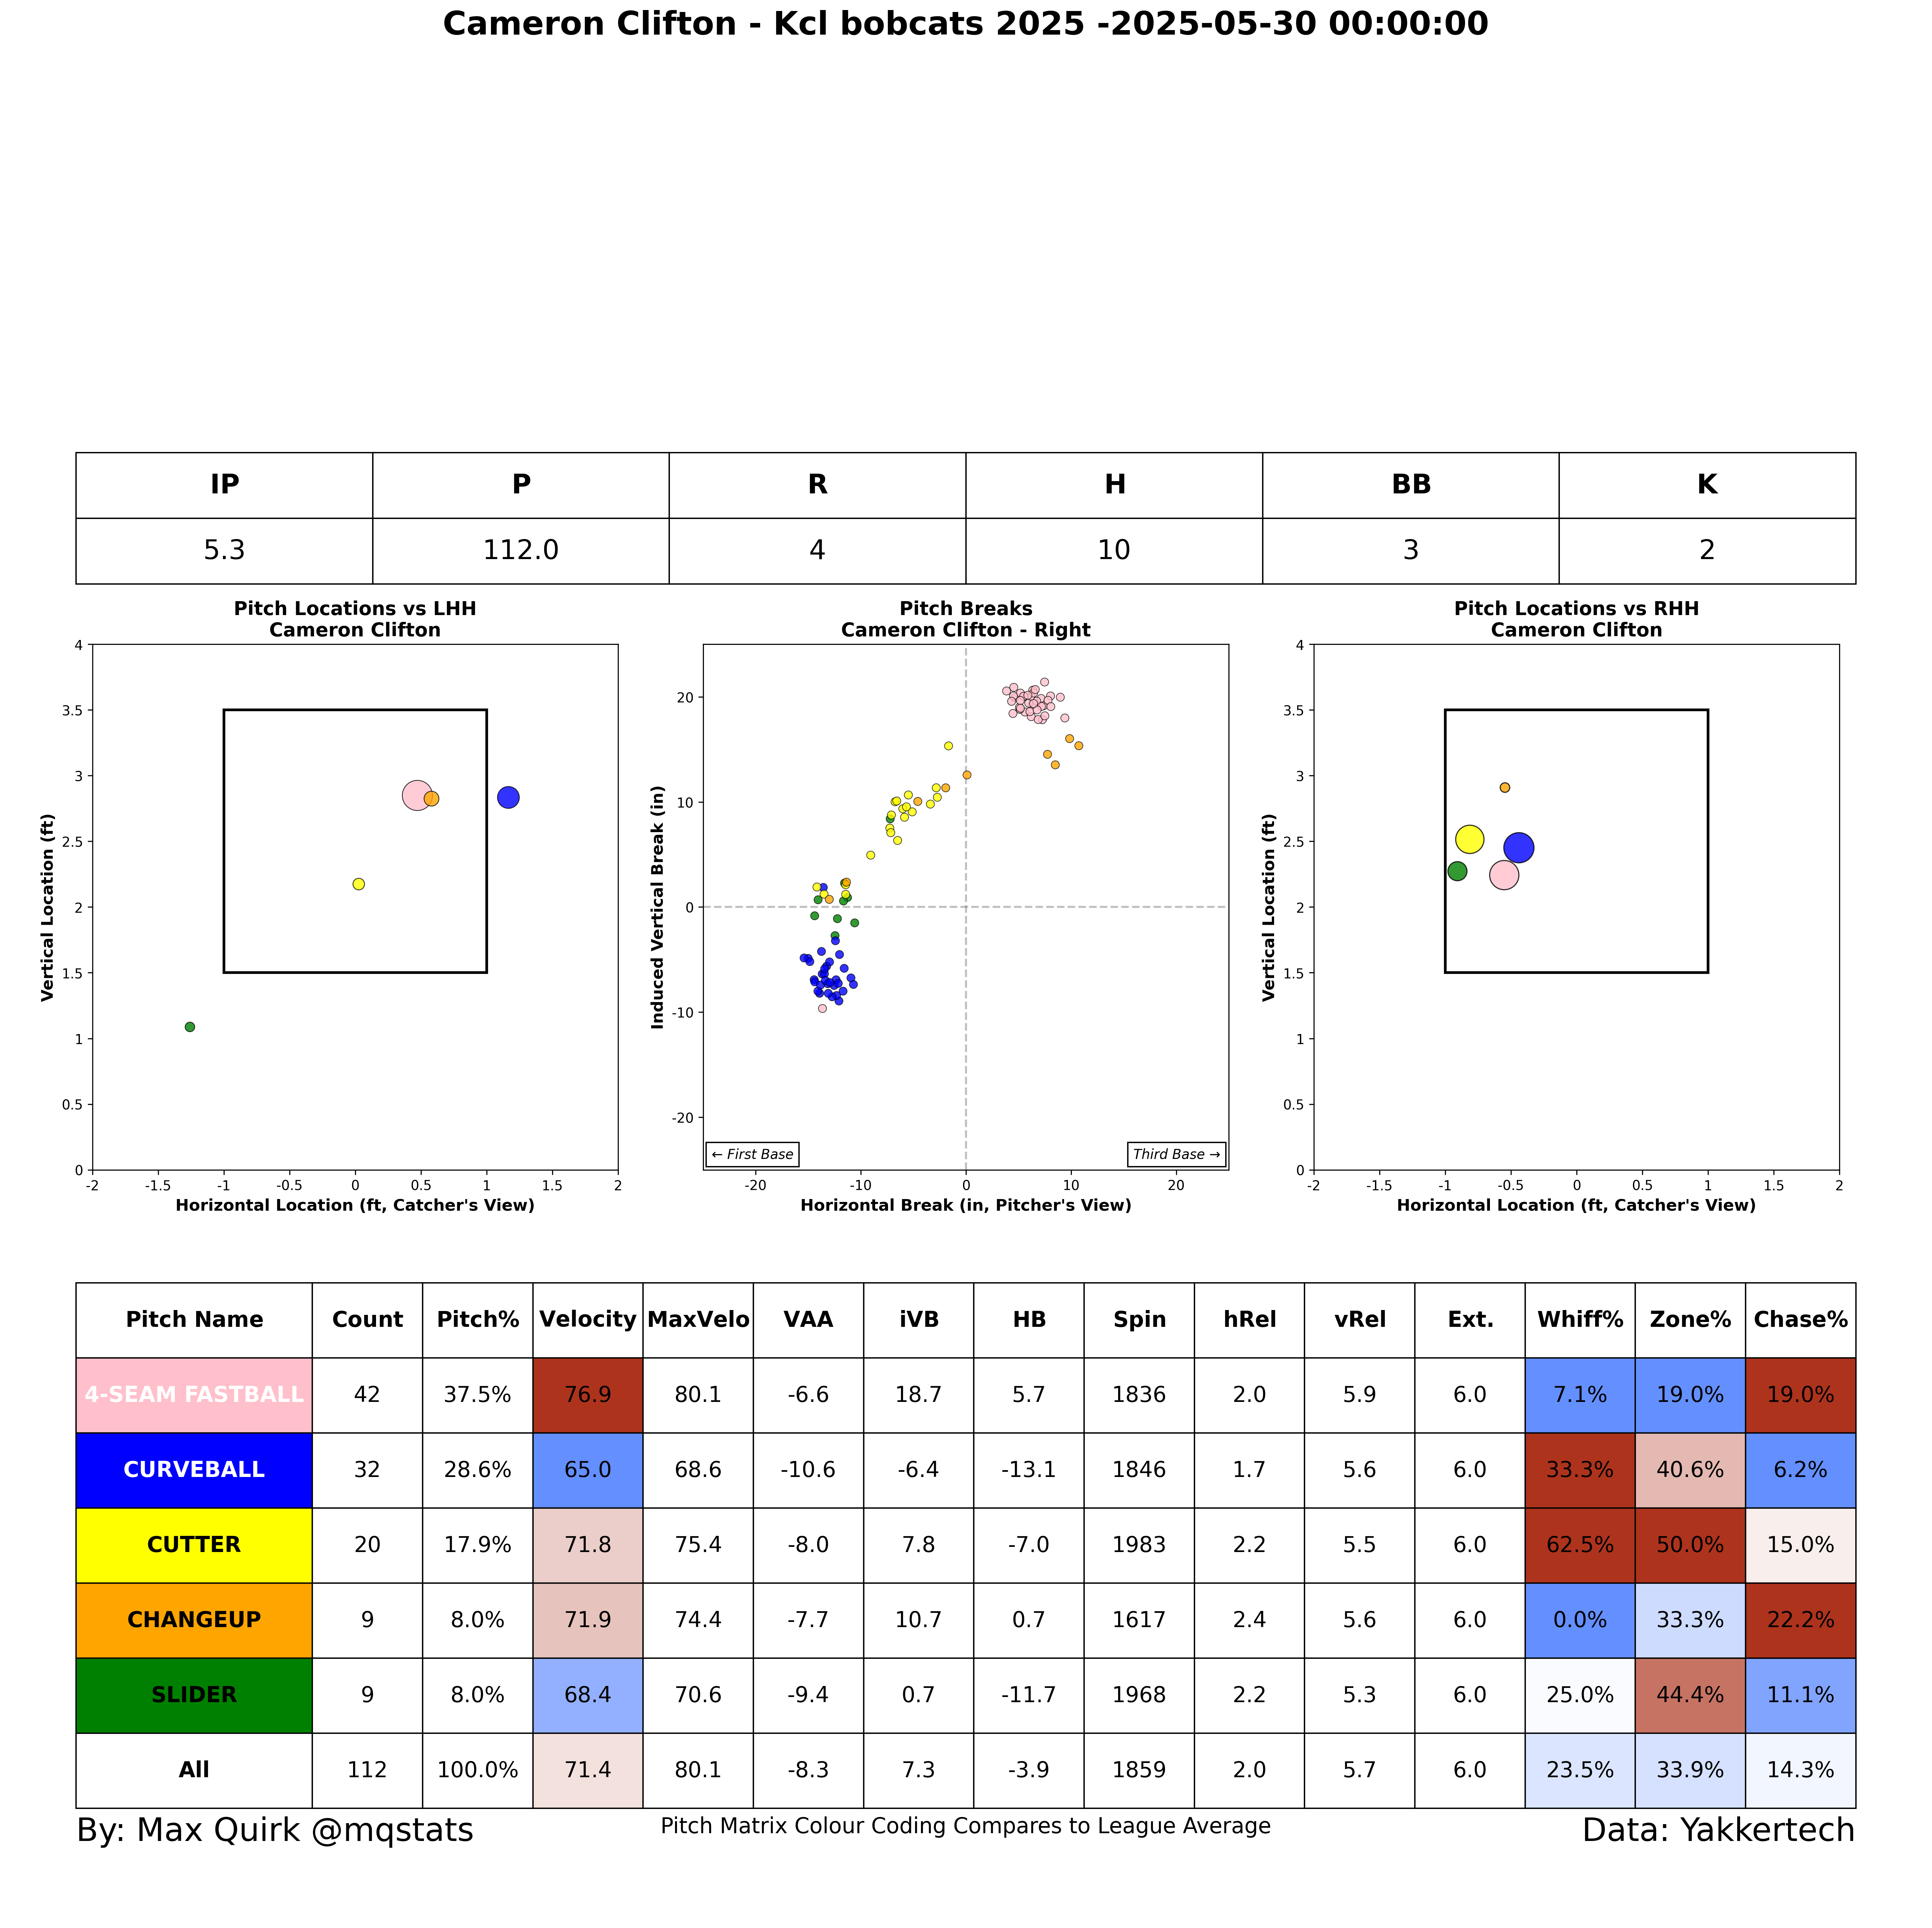 Cameron Clifton - Kcl bobcats 2025 -2025-05-30 00:00:00
IP P R H BB K
5.3 112.0 4 10 3 2
Pitch Locations vs LHH
Cameron Clifton
4
3.5
3
2.5
2
1.5
1
0.5
0
Vertical Location (ft)
-2 -1.5 -1 -0.5 0 0.5 1 1.5 2
Horizontal Location (ft, Catcher's View)
Pitch Breaks
Cameron Clifton - Right
20
10
0
-10
-20
Induced Vertical Break (in)
← First Base
Third Base →
-20 -10 0 10 20
Horizontal Break (in, Pitcher's View)
Pitch Locations vs RHH
Cameron Clifton
4
3.5
3
2.5
2
1.5
1
0.5
0
Vertical Location (ft)
-2 -1.5 -1 -0.5 0 0.5 1 1.5 2
Horizontal Location (ft, Catcher's View)
Pitch Name Count Pitch% Velocity MaxVelo VAA iVB HB Spin hRel vRel Ext. Whiff% Zone% Chase%
4-SEAM FASTBALL 42 37.5% 76.9 80.1 -6.6 18.7 5.7 1836 2.0 5.9 6.0 7.1% 19.0% 19.0%
CURVEBALL 32 28.6% 65.0 68.6 -10.6 -6.4 -13.1 1846 1.7 5.6 6.0 33.3% 40.6% 6.2%
CUTTER 20 17.9% 71.8 75.4 -8.0 7.8 -7.0 1983 2.2 5.5 6.0 62.5% 50.0% 15.0%
CHANGEUP 9 8.0% 71.9 74.4 -7.7 10.7 0.7 1617 2.4 5.6 6.0 0.0% 33.3% 22.2%
SLIDER 9 8.0% 68.4 70.6 -9.4 0.7 -11.7 1968 2.2 5.3 6.0 25.0% 44.4% 11.1%
All 112 100.0% 71.4 80.1 -8.3 7.3 -3.9 1859 2.0 5.7 6.0 23.5% 33.9% 14.3%
By: Max Quirk @mqstats
Pitch Matrix Colour Coding Compares to League Average
Data: Yakkertech